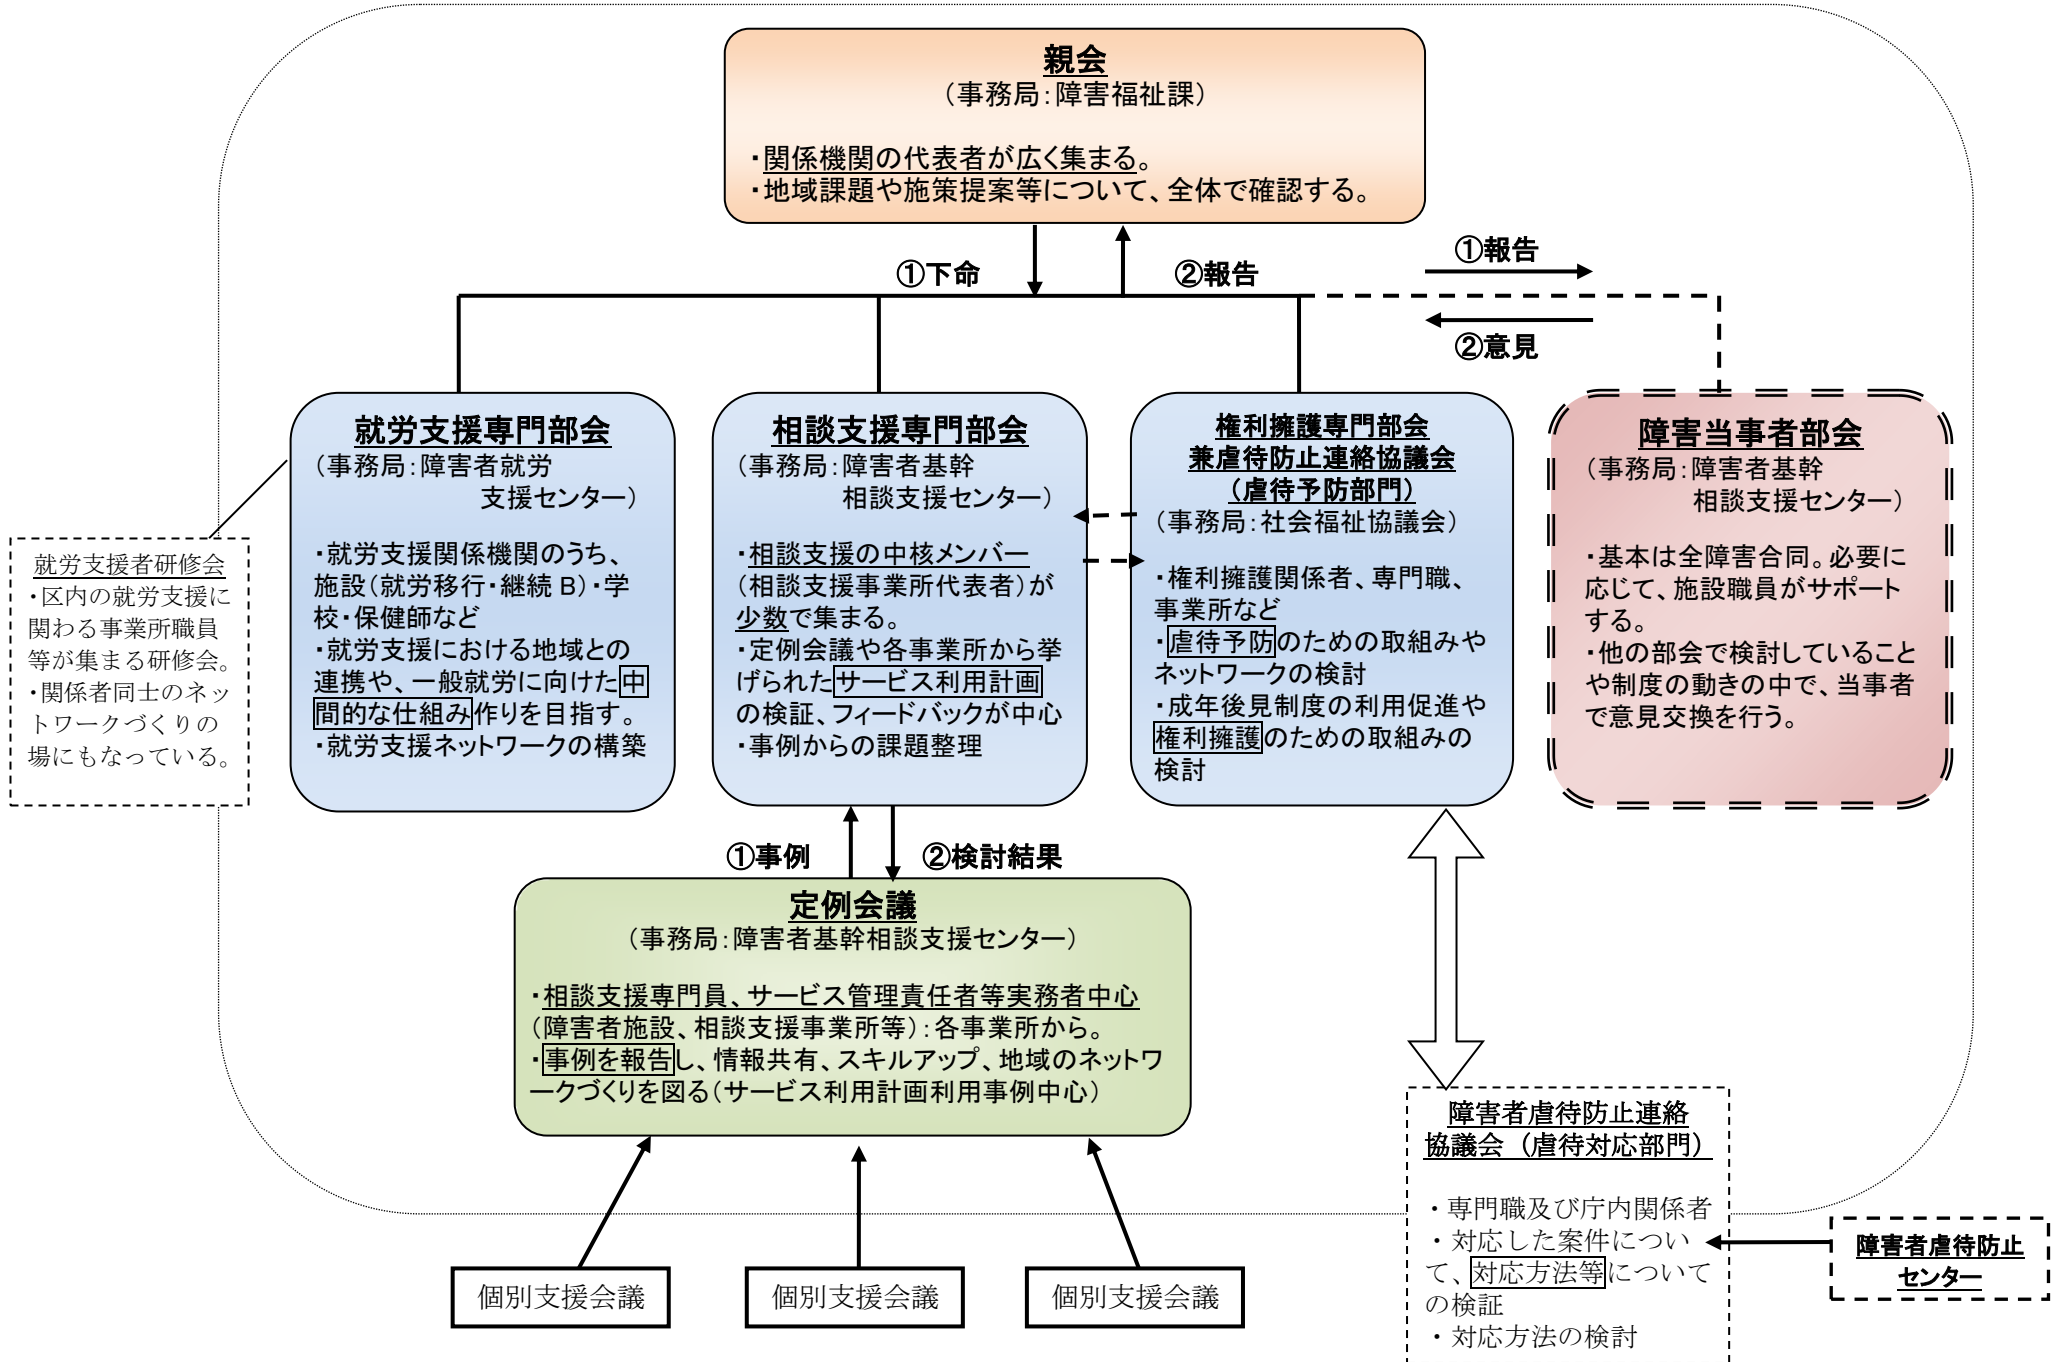 親会
（事務局：障害福祉課）
・関係機関の代表者が広く集まる。
・地域課題や施策提案等について、全体で確認する。
①下命
②報告
①報告
②意見
就労支援専門部会
（事務局：障害者就労
支援センター）
・就労支援関係機関のうち、
施設（就労移行・継続 B）・学
校・保健師など
・就労支援における地域との
連携や、一般就労に向けた中
間的な仕組み作りを目指す。
・就労支援ネットワークの構築
相談支援専門部会
（事務局：障害者基幹
相談支援センター）
・相談支援の中核メンバー
（相談支援事業所代表者）が
少数で集まる。
・定例会議や各事業所から挙
げられたサービス利用計画
の検証、フィードバックが中心
・事例からの課題整理
権利擁護専門部会
兼虐待防止連絡協議会
（虐待予防部門）
（事務局：社会福祉協議会）
・権利擁護関係者、専門職、
事業所など
・虐待予防のための取組みや
ネットワークの検討
・成年後見制度の利用促進や
権利擁護のための取組みの
検討
障害当事者部会
（事務局：障害者基幹
相談支援センター）
・基本は全障害合同。必要に
応じて、施設職員がサポート
する。
・他の部会で検討していること
や制度の動きの中で、当事者
で意見交換を行う。
就労支援者研修会
・区内の就労支援に
関わる事業所職員
等が集まる研修会。
・関係者同士のネッ
トワークづくりの
場にもなっている。
①事例
②検討結果
定例会議
（事務局：障害者基幹相談支援センター）
・相談支援専門員、サービス管理責任者等実務者中心
（障害者施設、相談支援事業所等）：各事業所から。
・事例を報告し、情報共有、スキルアップ、地域のネットワ
ークづくりを図る（サービス利用計画利用事例中心）
個別支援会議
個別支援会議
個別支援会議
障害者虐待防止連絡
協議会（虐待対応部門）
・専門職及び庁内関係者
・対応した案件につい
て、対応方法等について
の検証
・対応方法の検討
障害者虐待防止
センター